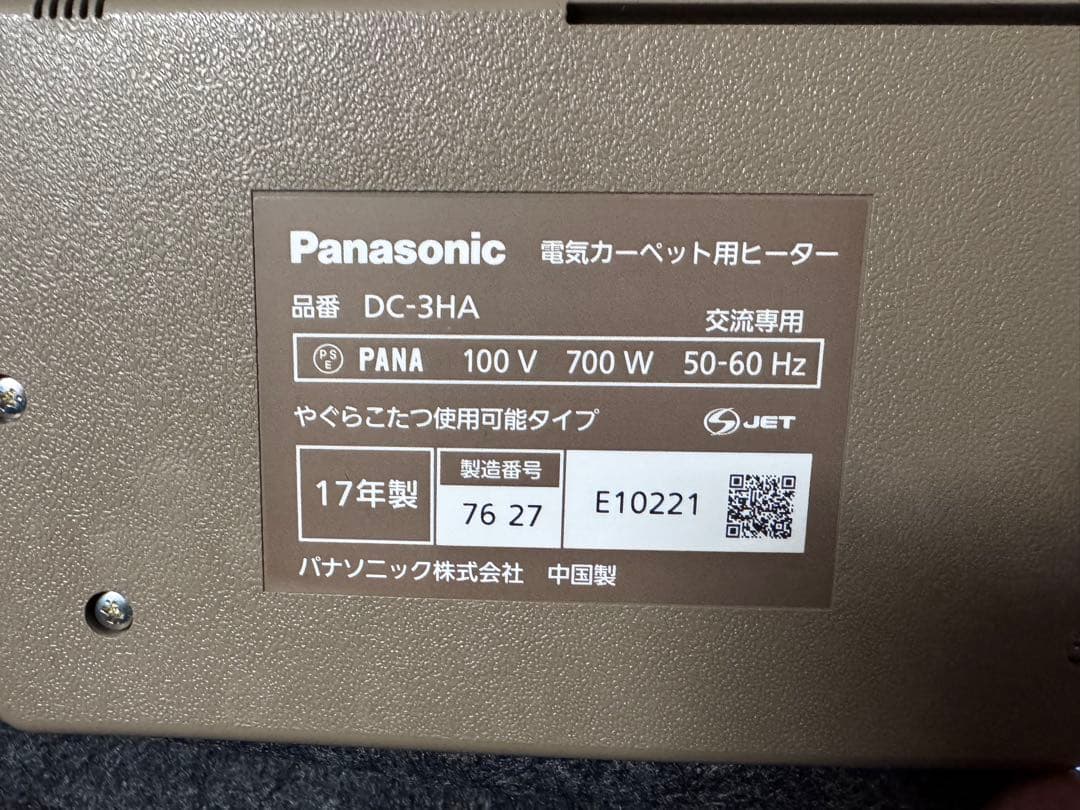 Panasonic 電気カーペット用ヒーター
品番 DC-3HA 交流専用
PSE PANA 100 V 700 W 50-60 Hz
やぐらこたつ使用可能タイプ S JET
17年製 製造番号 76 27 E10221
パナソニック株式会社 中国製